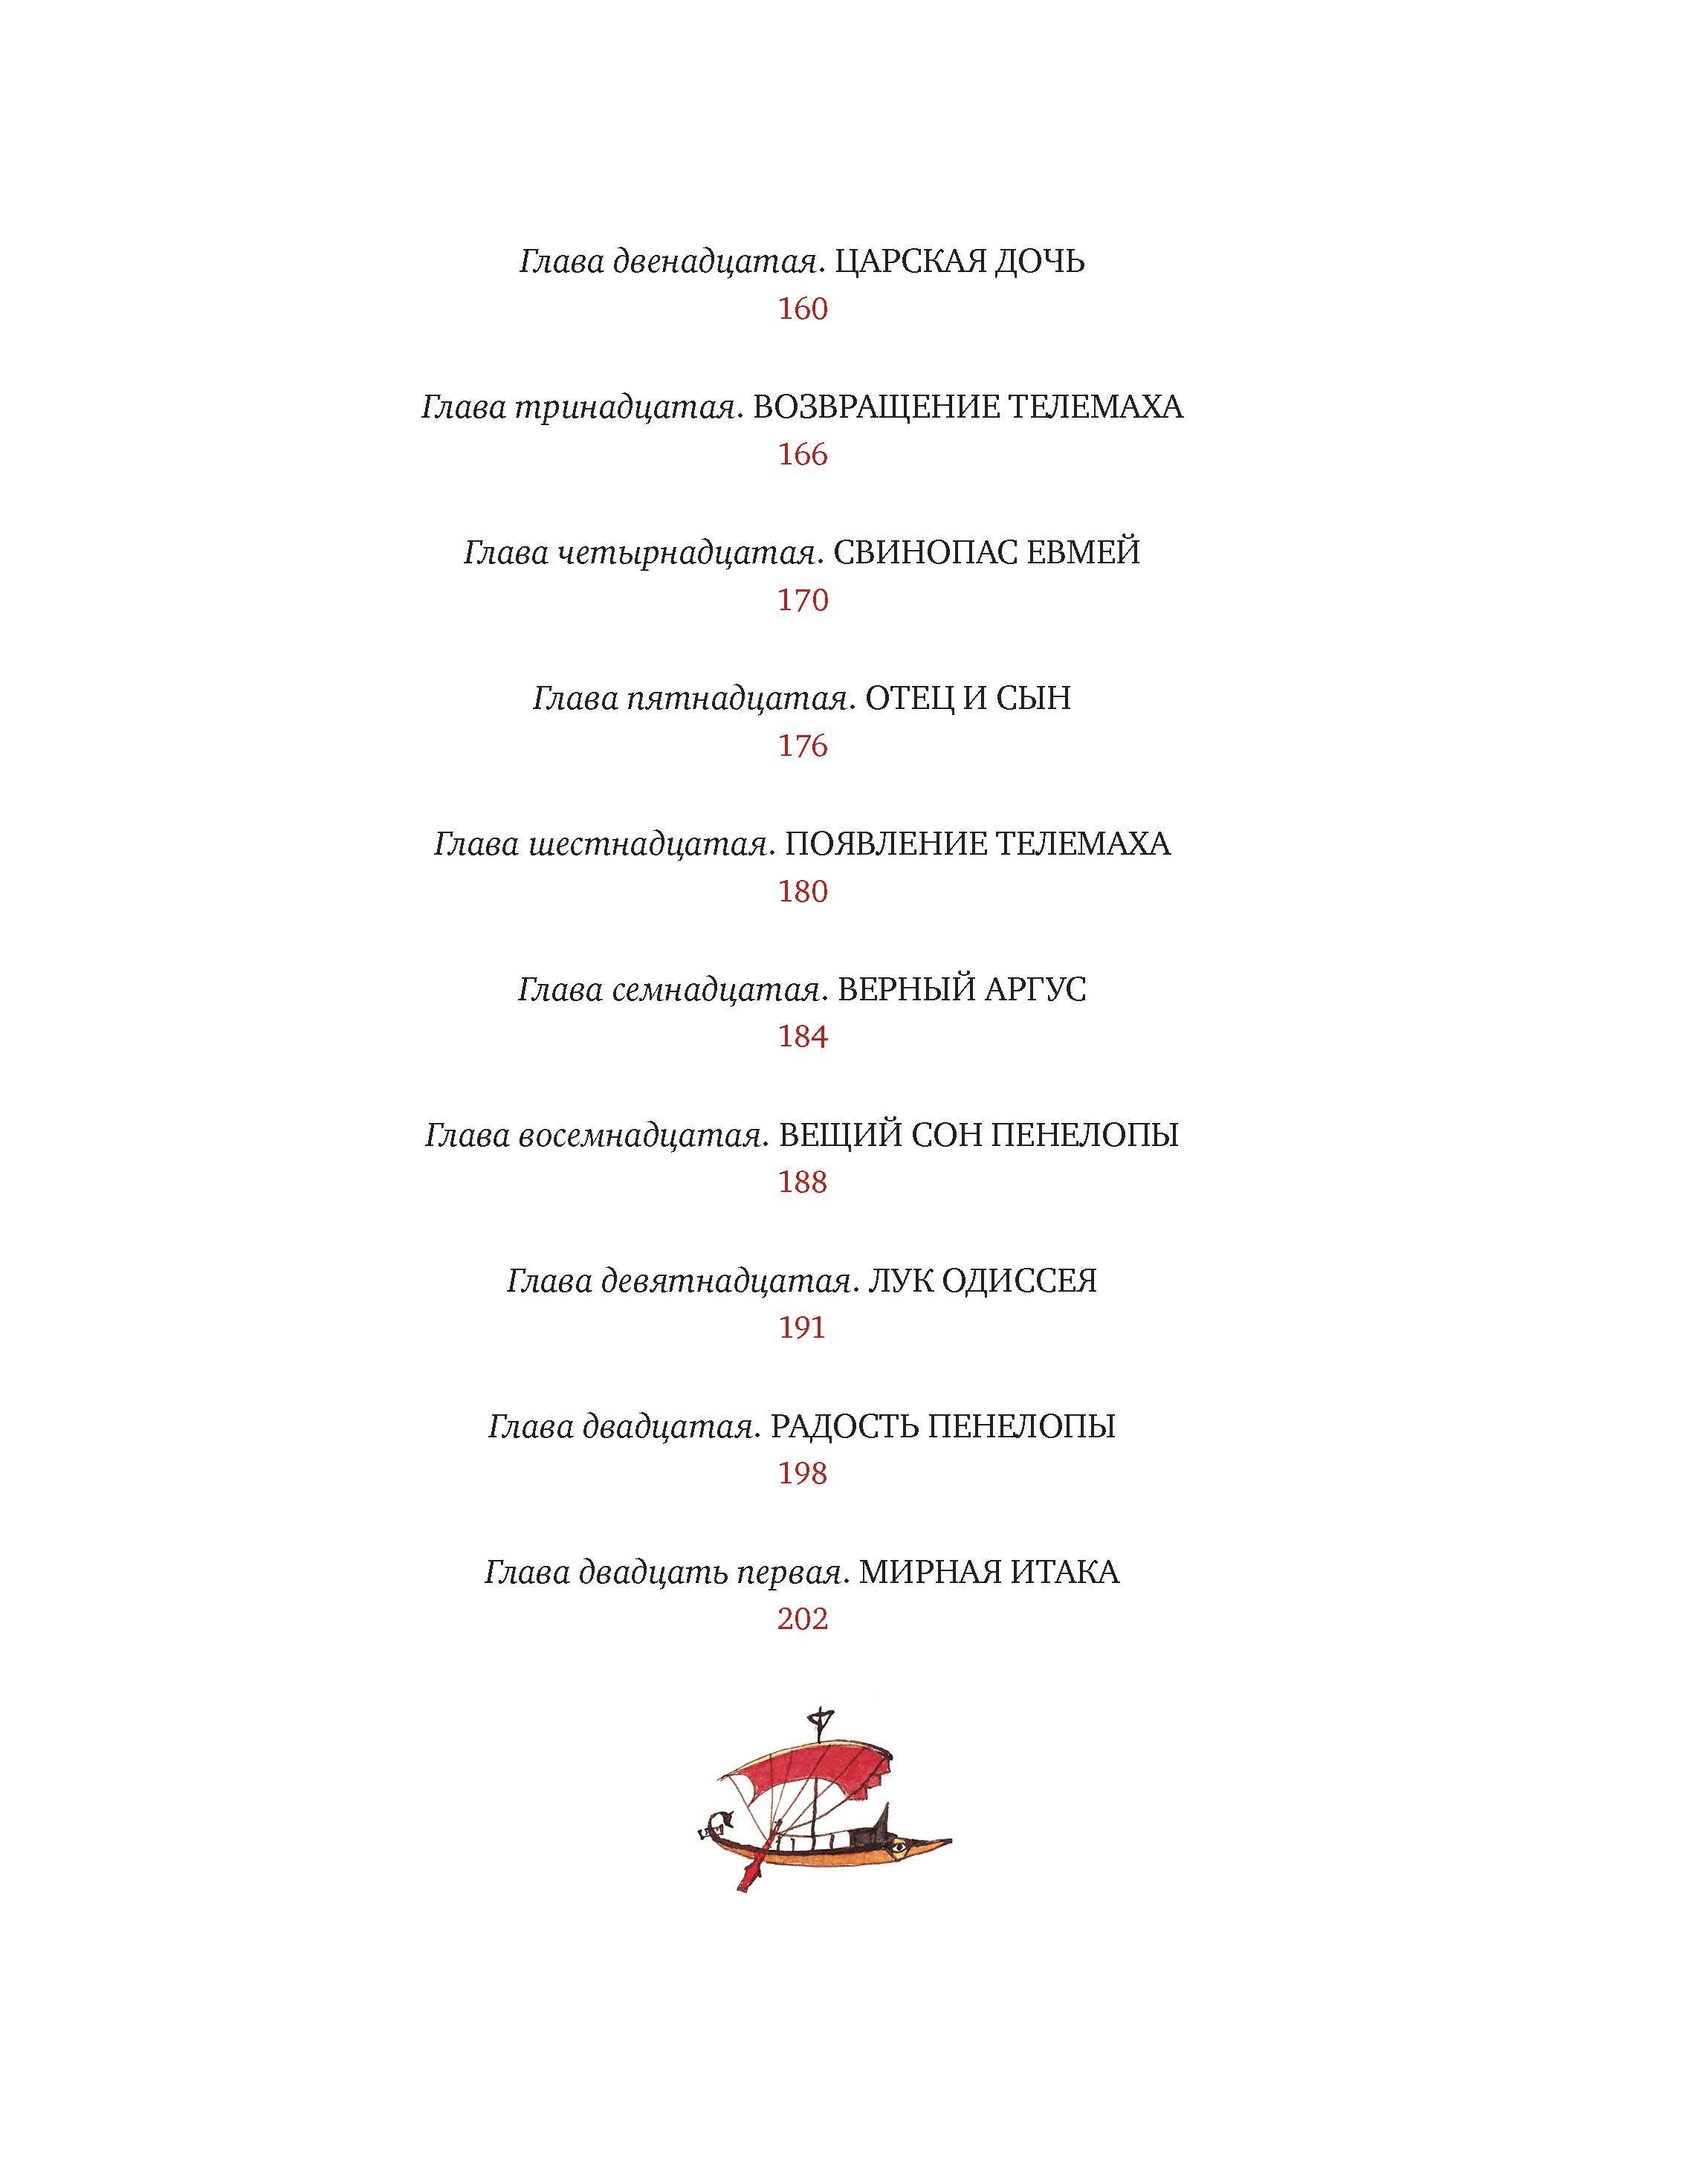 Глава двенадцатая. ЦАРСКАЯ ДОЧЬ
160
Глава тринадцатая. ВОЗВРАЩЕНИЕ ТЕЛЕМАХА
166
Глава четырнадцатая. СВИНОПАС ЕВМЕЙ
170
Глава пятнадцатая. ОТЕЦ И СЫН
176
Глава шестнадцатая. ПОЯВЛЕНИЕ ТЕЛЕМАХА
180
Глава семнадцатая. ВЕРНЫЙ АРГУС
184
Глава восемнадцатая. ВЕЩИЙ СОН ПЕНЕЛОПЫ
188
Глава девятнадцатая. ЛУК ОДИССЕЯ
191
Глава двадцатая. РАДОСТЬ ПЕНЕЛОПЫ
198
Глава двадцать первая. МИРНАЯ ИТАКА
202